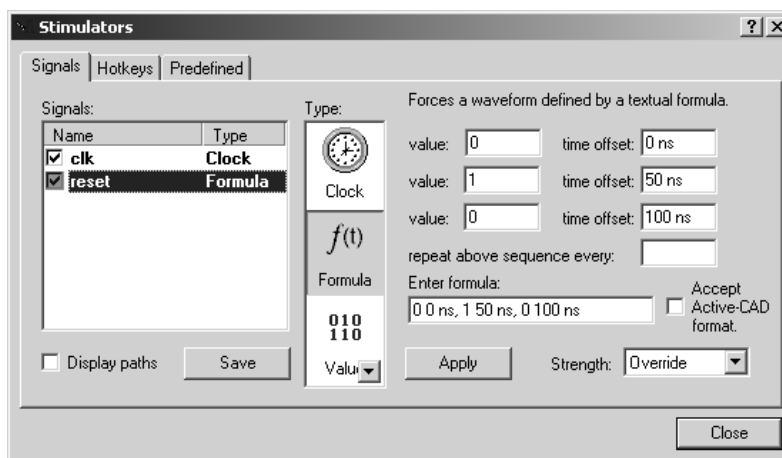 Stimulators
Signals Hotkeys Predefined
Signals:
Name Type
clk Clock
reset Formula
Display paths Save
Type:
Clock
f(t)
Formula
010
110
Forces a waveform defined by a textual formula.
value: 0 time offset: 0 ns
value: 1 time offset: 50 ns
value: 0 time offset: 100 ns
repeat above sequence every:
Enter formula:
0 0 ns, 1 50 ns, 0 100 ns
Accept
Active-CAD
format.
Apply Strength: Override
Close